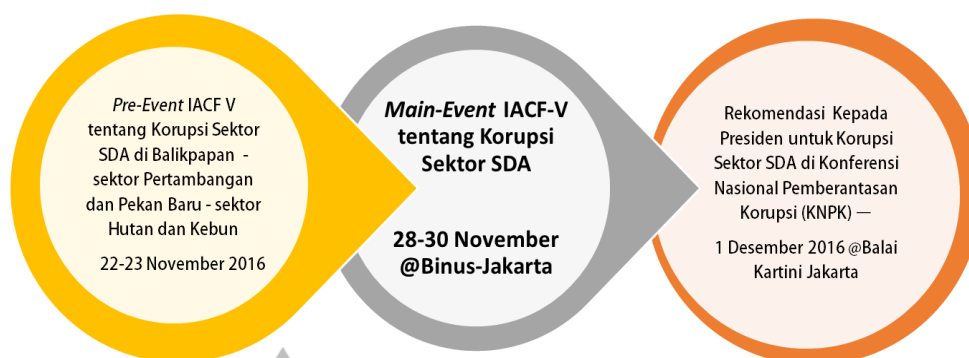 Pre-Event IACF V
tentang Korupsi Sektor
SDA di Balikpapan -
sektor Pertambangan
dan Pekan Baru - sektor
Hutan dan Kebun
22-23 November 2016
Main-Event IACF-V
tentang Korupsi
Sektor SDA
28-30 November
@Binus-Jakarta
Rekomendasi Kepada
Presiden untuk Korupsi
Sektor SDA di Konferensi
Nasional Pemberantasan
Korupsi (KNPK) —
1 Desember 2016 @Balai
Kartini Jakarta